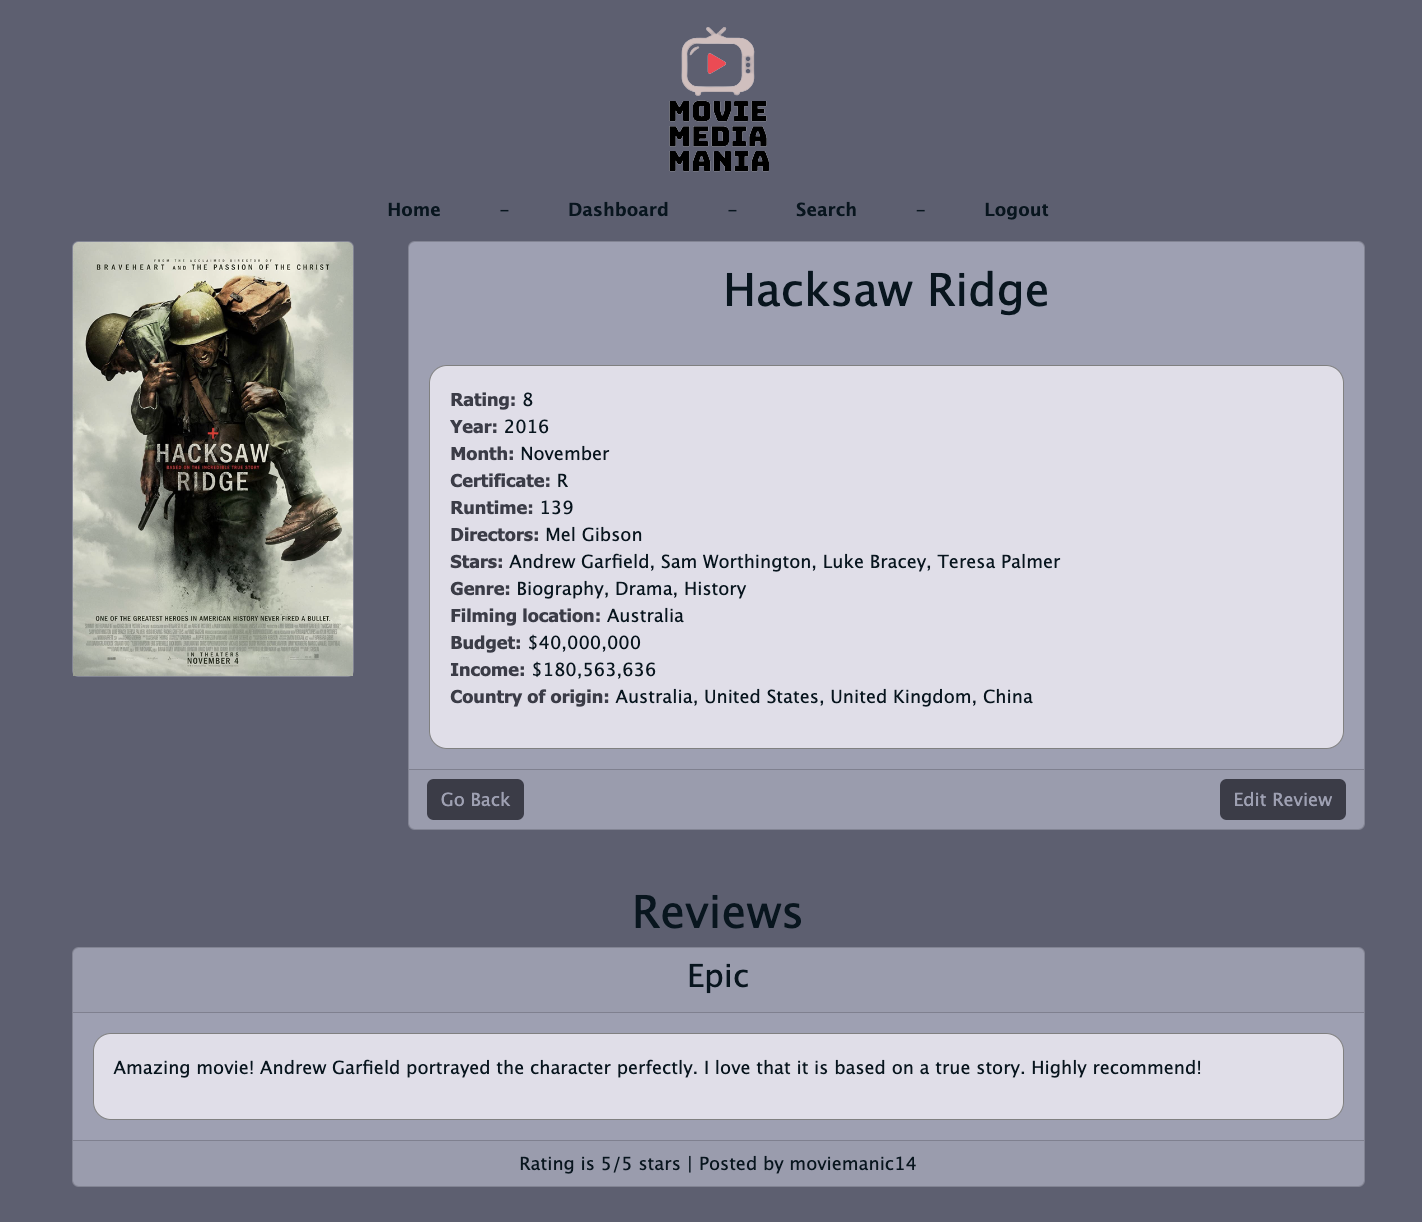 MOVIE
MEDIA
MANIA
Home - Dashboard - Search - Logout
FROM THE ACCLAIMED DIRECTOR OF
BRAVEHEART AND THE PASSION OF THE CHRIST
HACKSAW
BASED ON THE INCREDIBLE TRUE STORY
RIDGE
ONE OF THE GREATEST HEROES IN AMERICAN HISTORY NEVER FIRED A BULLET.
IN THEATERS
NOVEMBER 4
Hacksaw Ridge
Rating: 8
Year: 2016
Month: November
Certificate: R
Runtime: 139
Directors: Mel Gibson
Stars: Andrew Garfield, Sam Worthington, Luke Bracey, Teresa Palmer
Genre: Biography, Drama, History
Filming location: Australia
Budget: $40,000,000
Income: $180,563,636
Country of origin: Australia, United States, United Kingdom, China
Go Back
Edit Review
Reviews
Epic
Amazing movie! Andrew Garfield portrayed the character perfectly. I love that it is based on a true story. Highly recommend!
Rating is 5/5 stars | Posted by moviemanic14